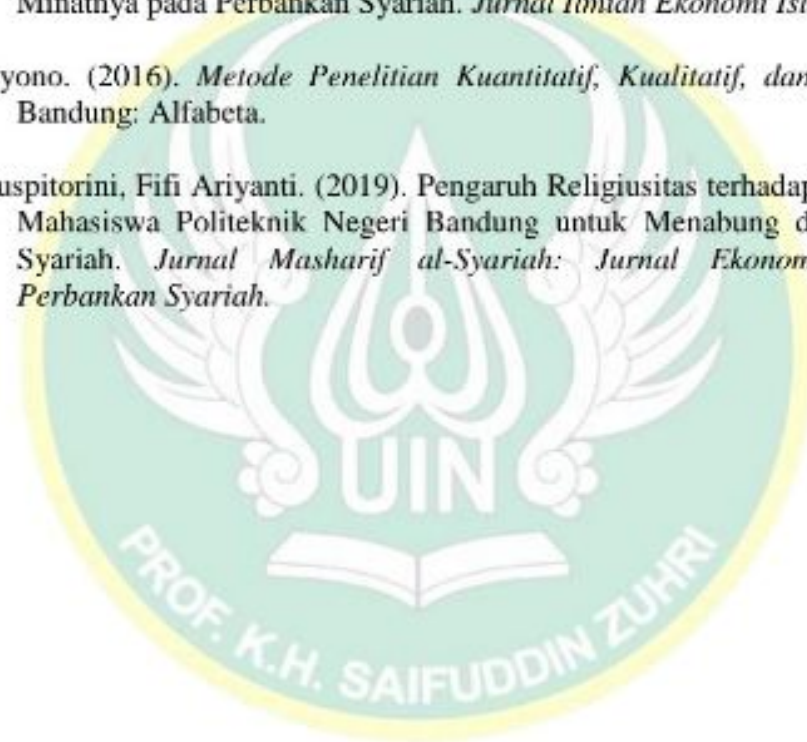 Minatnya pada Perbankan Syariah. Jurnal Ilmiah Ekonomi
yono. (2016). Metode Penelitian Kuantitatif, Kualitatif, dan
Bandung: Alfabeta.
uspitorini, Fifi Ariyanti. (2019). Pengaruh Religiusitas terhadap
Mahasiswa Politeknik Negeri Bandung untuk Menabung d
Syariah. Jurnal Masharif al-Syariah: Jurnal Ekonom
Perbankan Syariah.
UIN
PROF. K.H. SAIFUDDIN ZUHRI